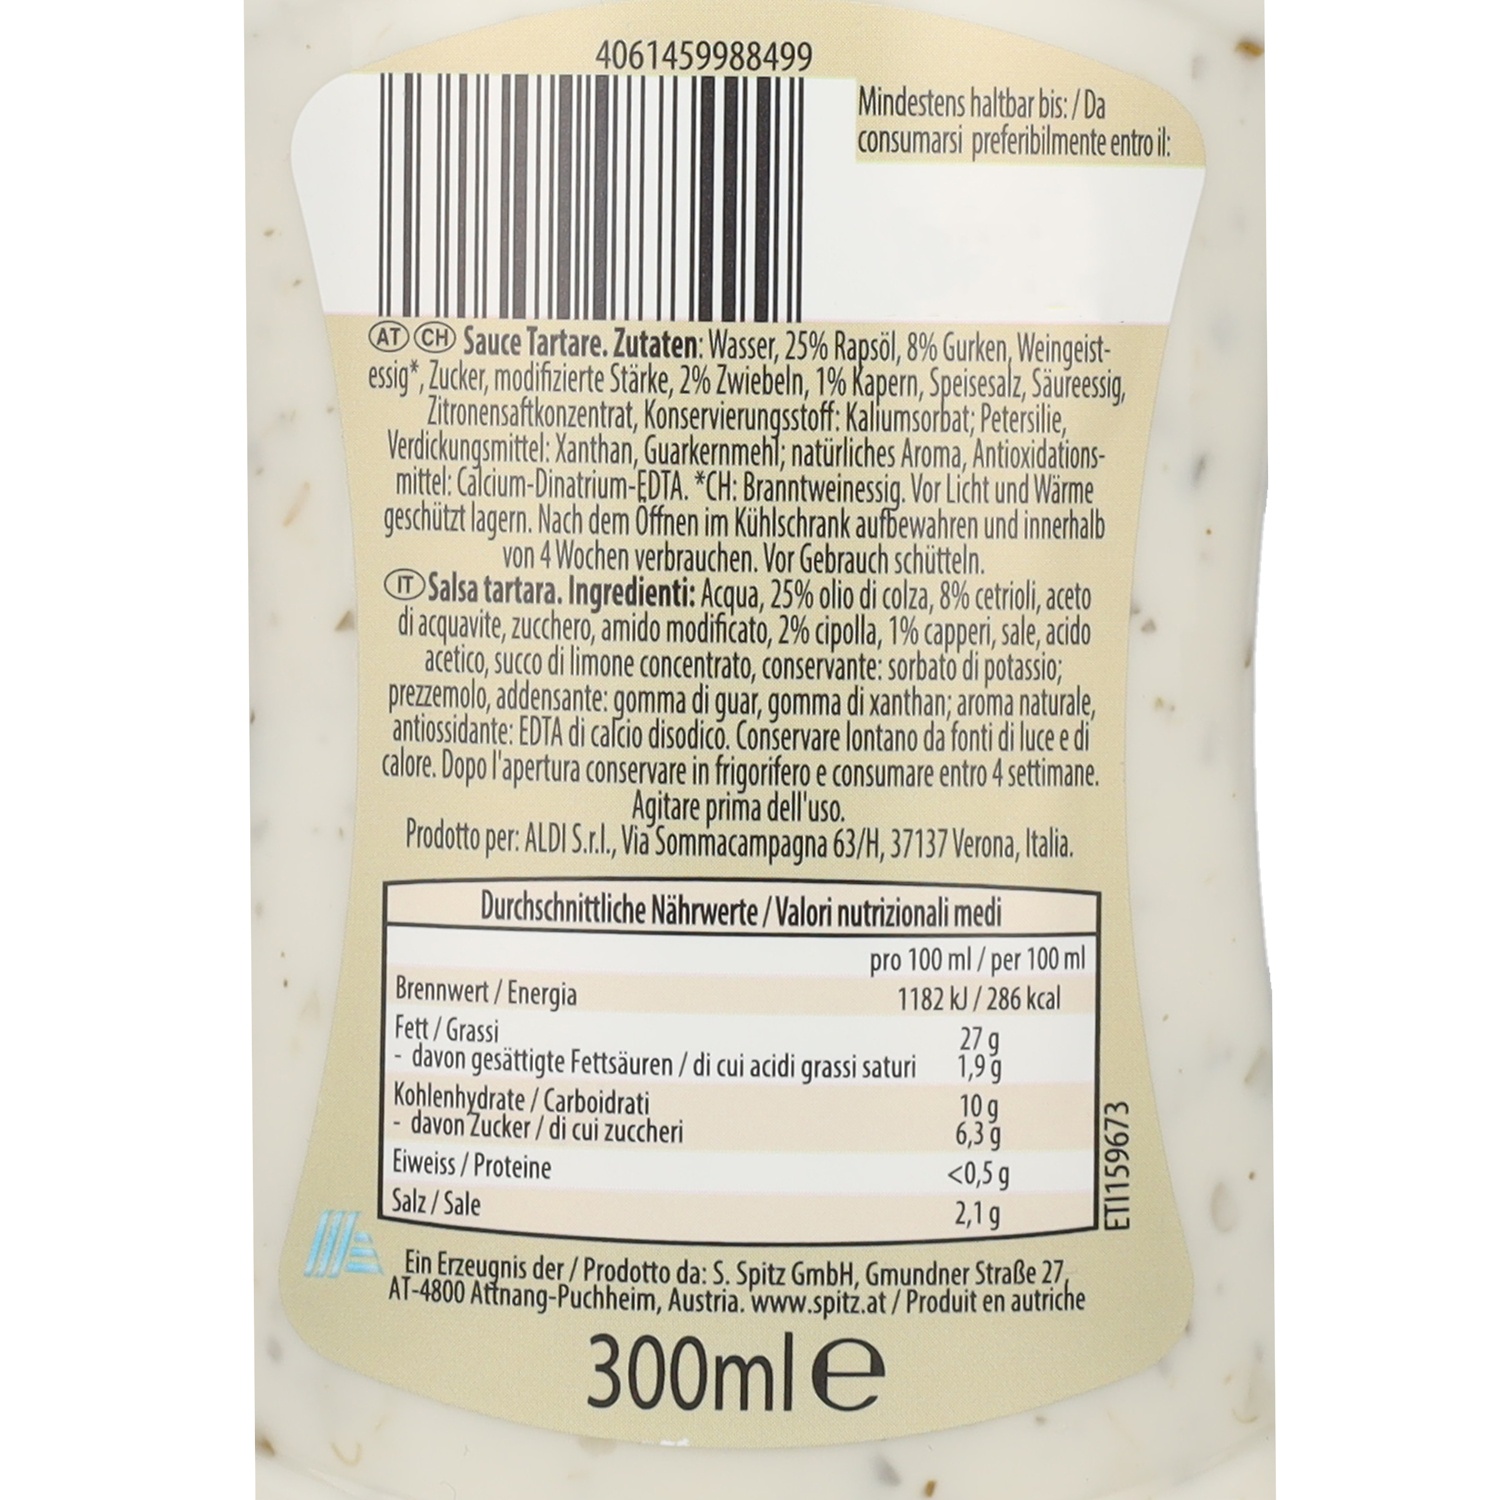 4061459988499
Mindestens haltbar bis: / Da
consumarsi preferibilmente entro il:
AT CH Sauce Tartare. Zutaten: Wasser, 25% Rapsöl, 8% Gurken, Weingeist-
essig*, Zucker, modifizierte Stärke, 2% Zwiebeln, 1% Kapern, Speisesalz, Säureessig,
Zitronensaftkonzentrat, Konservierungsstoff: Kaliumsorbat; Petersilie,
Verdickungsmittel: Xanthan, Guarkernmehl; natürliches Aroma, Antioxidations-
mittel: Calcium-Dinatrium-EDTA. *CH: Branntweinessig. Vor Licht und Wärme
geschützt lagern. Nach dem Öffnen im Kühlschrank aufbewahren und innerhalb
von 4 Wochen verbrauchen. Vor Gebrauch schütteln.
IT Salsa tartara. Ingredienti: Acqua, 25% olio di colza, 8% cetrioli, aceto
di acquavite, zucchero, amido modificato, 2% cipolla, 1% capperi, sale, acido
acetico, succo di limone concentrato, conservante: sorbato di potassio;
prezzemolo, addensante: gomma di guar, gomma di xanthan; aroma naturale,
antiossidante: EDTA di calcio disodico. Conservare lontano da fonti di luce e di
calore. Dopo l'apertura conservare in frigorifero e consumare entro 4 settimane.
Agitare prima dell'uso.
Prodotto per: ALDI S.r.l., Via Sommacampagna 63/H, 37137 Verona, Italia.
Durchschnittliche Nährwerte / Valori nutrizionali medi
pro 100 ml / per 100 ml
Brennwert / Energia 1182 kJ / 286 kcal
Fett / Grassi 27 g
- davon gesättigte Fettsäuren / di cui acidi grassi saturi 1,9 g
Kohlenhydrate / Carboidrati 10 g
- davon Zucker / di cui zuccheri 6,3 g
Eiweiss / Proteine <0,5 g
Salz / Sale 2,1 g
ETI159673
Ein Erzeugnis der / Prodotto da: S. Spitz GmbH, Gmundner Straße 27,
AT-4800 Attnang-Puchheim, Austria. www.spitz.at / Produit en autriche
300ml e